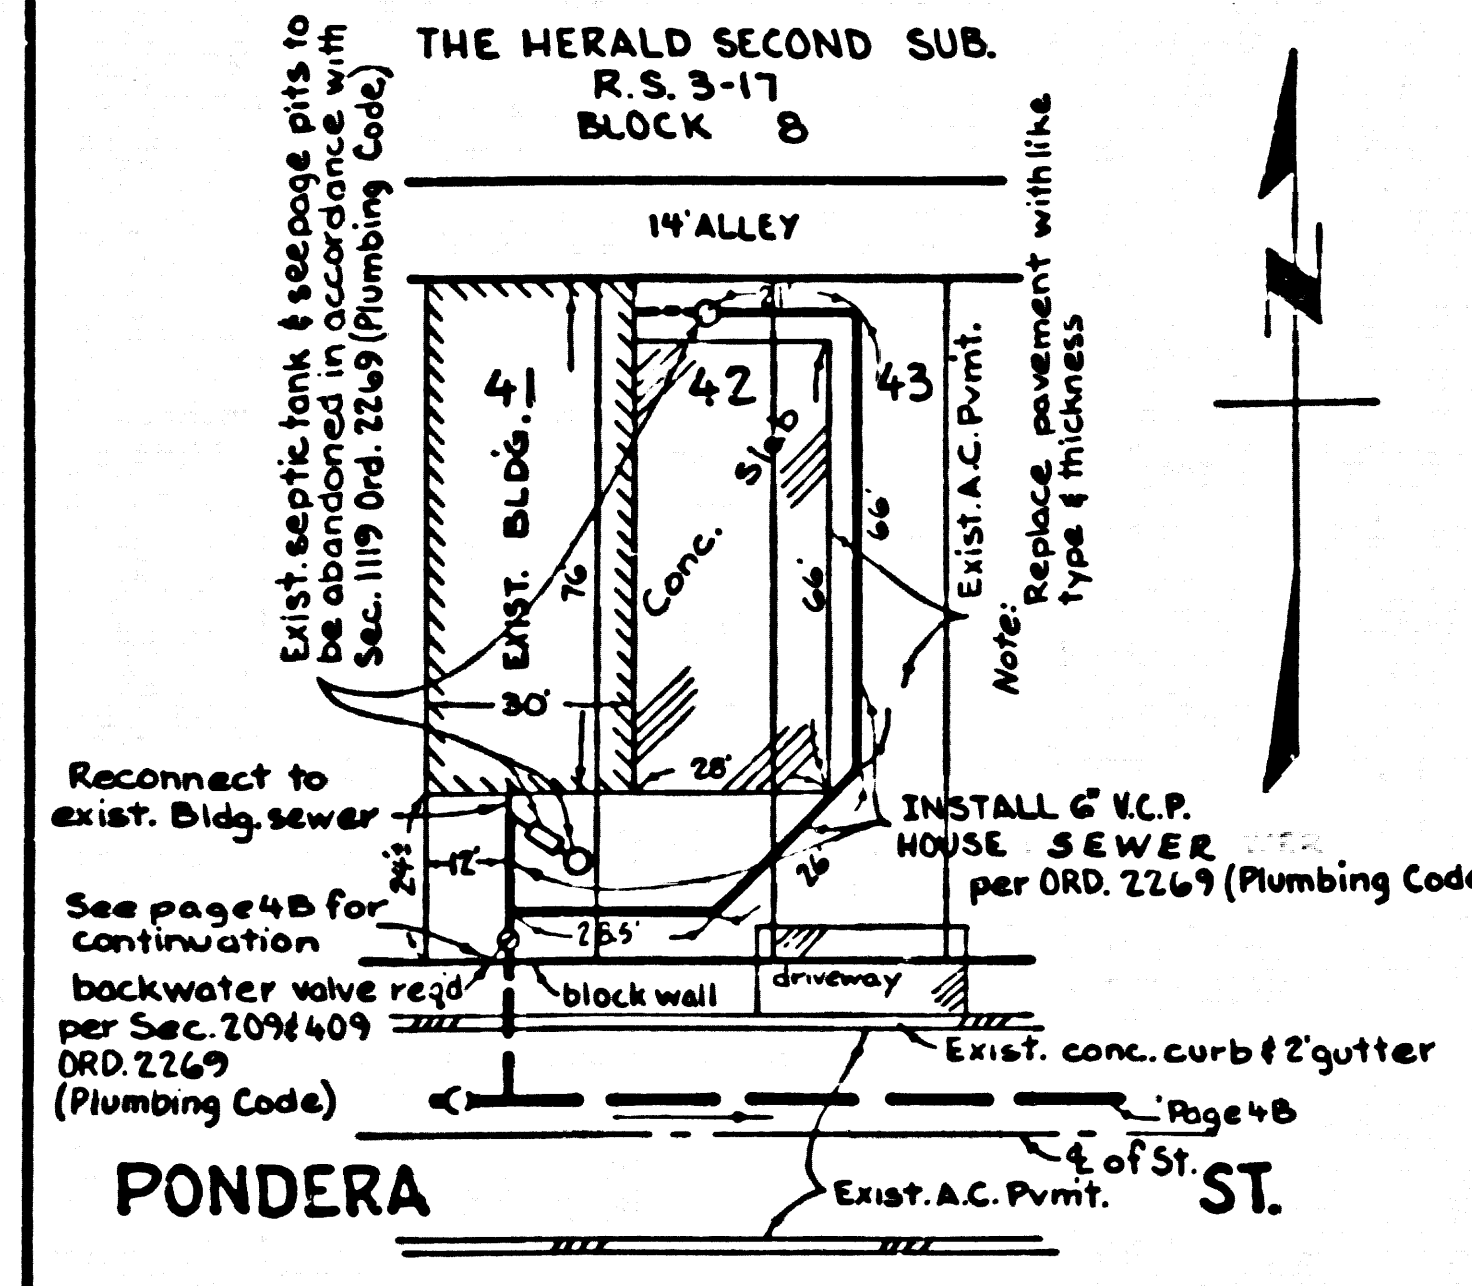 THE HERALD SECOND SUB.
R.S. 3-17
BLOCK 8
Exist. septic tank & seepage pits to
be abandoned in accordance with
Sec. 1119 Ord. 2269 (Plumbing Code)
14' ALLEY
41
42
43
EXIST. BLDG.
76'
30'
Conc.
Slab
66'
66'
28'
Exist. A.C. Pvmt.
Note:
Replace pavement with like
type & thickness
Reconnect to
exist. Bldg. sewer
12'
26'
INSTALL 6" V.C.P.
HOUSE SEWER
per ORD. 2269 (Plumbing Code
See page 4B for
continuation
backwater valve req'd
per Sec. 209 & 409
ORD. 2269
(Plumbing Code)
block wall
driveway
Exist. conc. curb & 2' gutter
Page 4B
℄ of St.
PONDERA ST.
Exist. A.C. Pvmt.